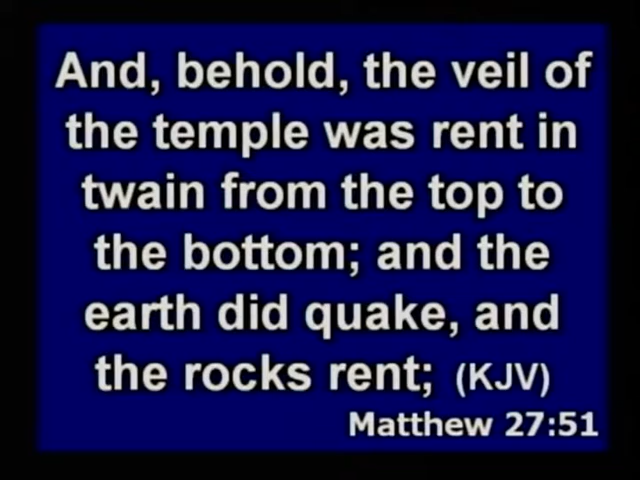 And, behold, the veil of
the temple was rent in
twain from the top to
the bottom; and the
earth did quake, and
the rocks rent; (KJV)
Matthew 27:51